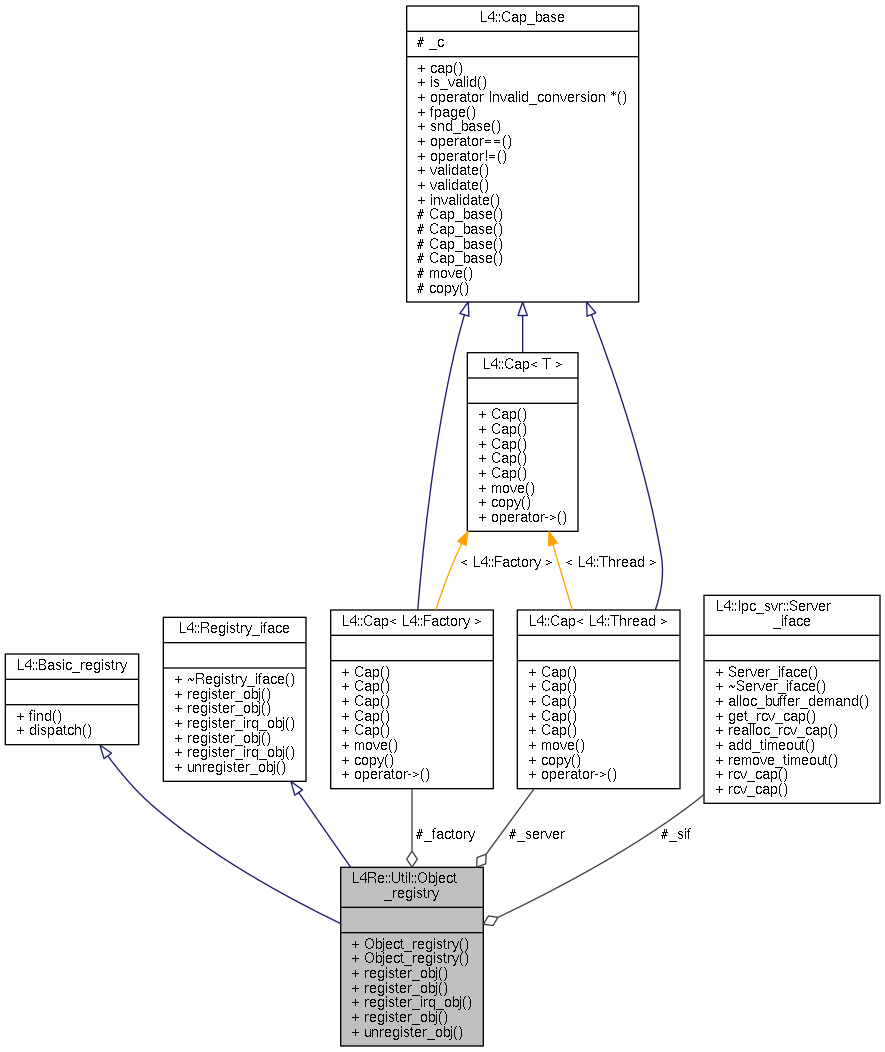 L4::Cap_base
# _c
+ cap()
+ is_valid()
+ operator Invalid_conversion *()
+ fpage()
+ snd_base()
+ operator==()
+ operator!=()
+ validate()
+ validate()
+ invalidate()
# Cap_base()
# Cap_base()
# Cap_base()
# Cap_base()
# move()
# copy()
L4::Cap< T >
+ Cap()
+ Cap()
+ Cap()
+ Cap()
+ Cap()
+ move()
+ copy()
+ operator->()
< L4::Factory >
< L4::Thread >
L4::Basic_registry
+ find()
+ dispatch()
L4::Registry_iface
+ ~Registry_iface()
+ register_obj()
+ register_obj()
+ register_irq_obj()
+ register_obj()
+ register_irq_obj()
+ unregister_obj()
L4::Cap< L4::Factory >
+ Cap()
+ Cap()
+ Cap()
+ Cap()
+ Cap()
+ move()
+ copy()
+ operator->()
L4::Cap< L4::Thread >
+ Cap()
+ Cap()
+ Cap()
+ Cap()
+ Cap()
+ move()
+ copy()
+ operator->()
L4::Ipc_svr::Server
_iface
+ Server_iface()
+ ~Server_iface()
+ alloc_buffer_demand()
+ get_rcv_cap()
+ realloc_rcv_cap()
+ add_timeout()
+ remove_timeout()
+ rcv_cap()
+ rcv_cap()
#_factory
#_server
#_sif
L4Re::Util::Object
_registry
+ Object_registry()
+ Object_registry()
+ register_obj()
+ register_obj()
+ register_irq_obj()
+ register_obj()
+ unregister_obj()